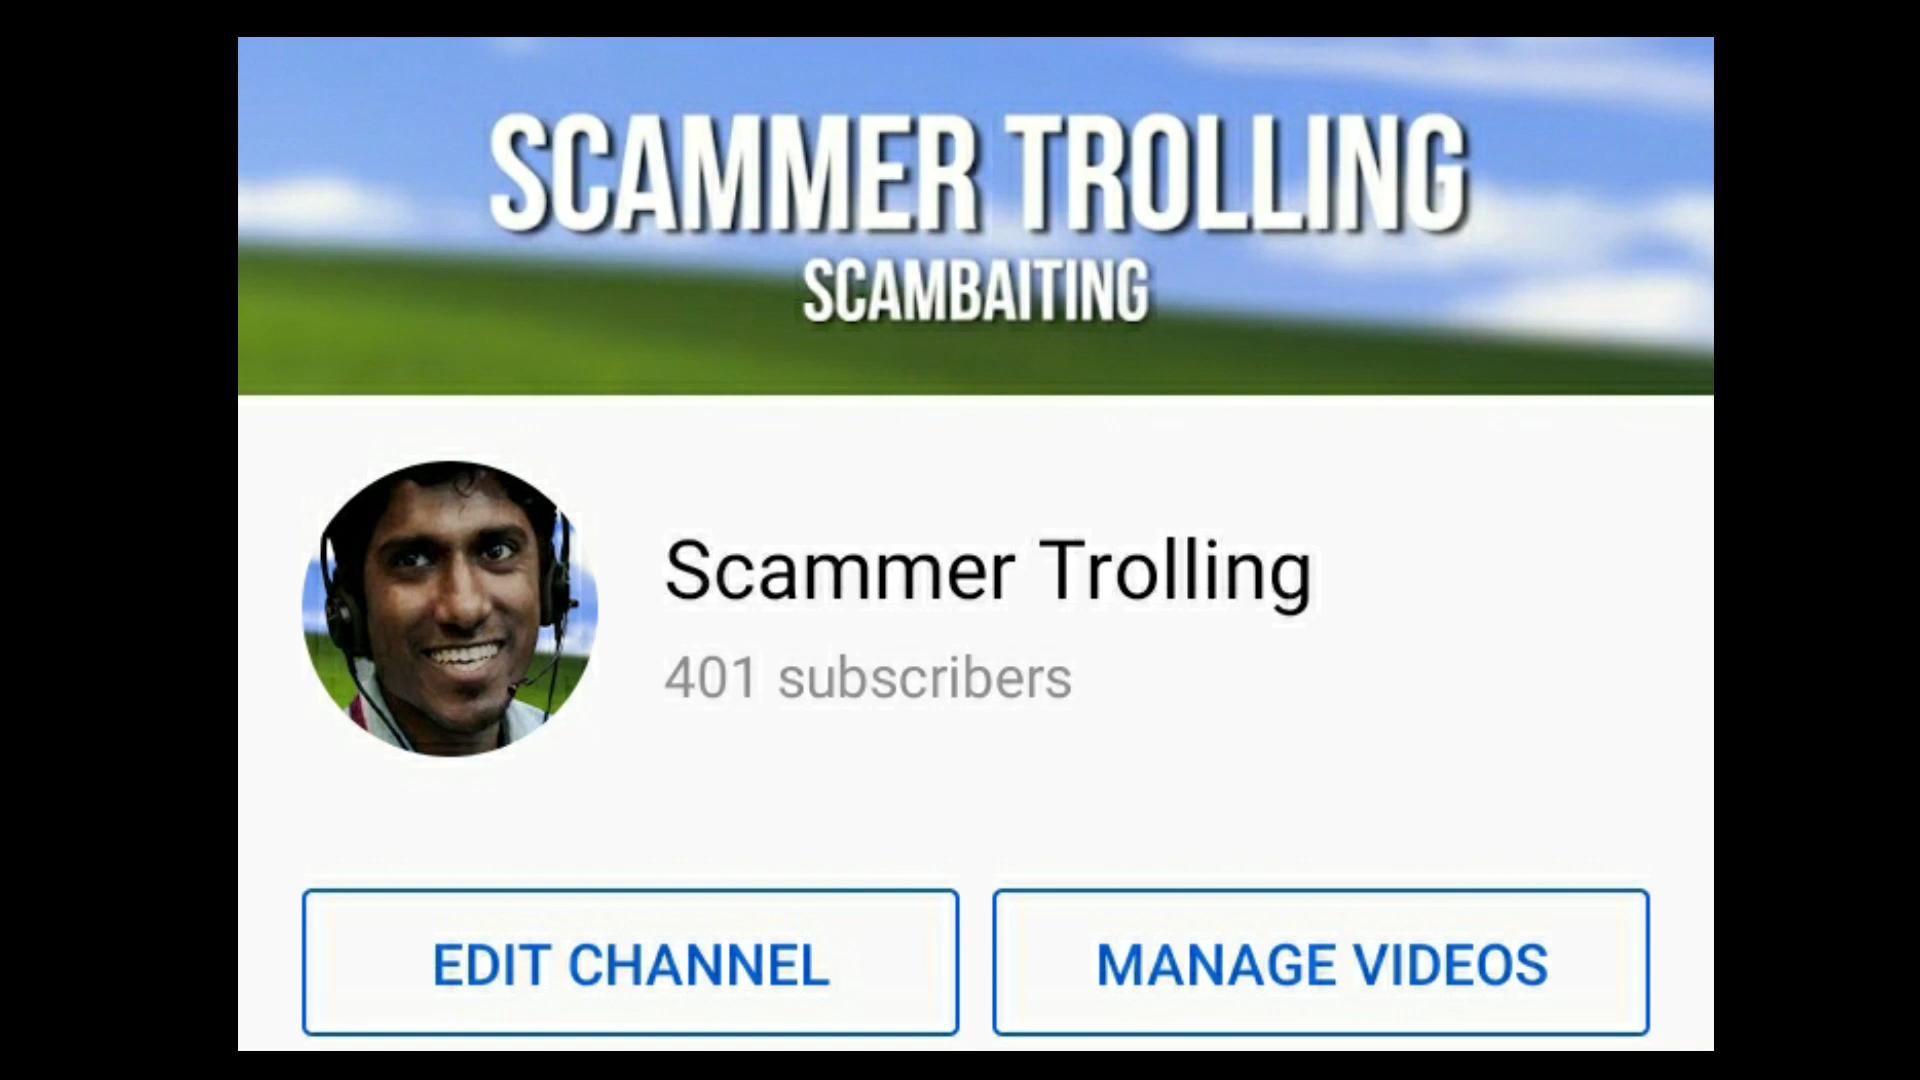 SCAMMER TROLLING
SCAMBAITING
Scammer Trolling
401 subscribers
EDIT CHANNEL
MANAGE VIDEOS